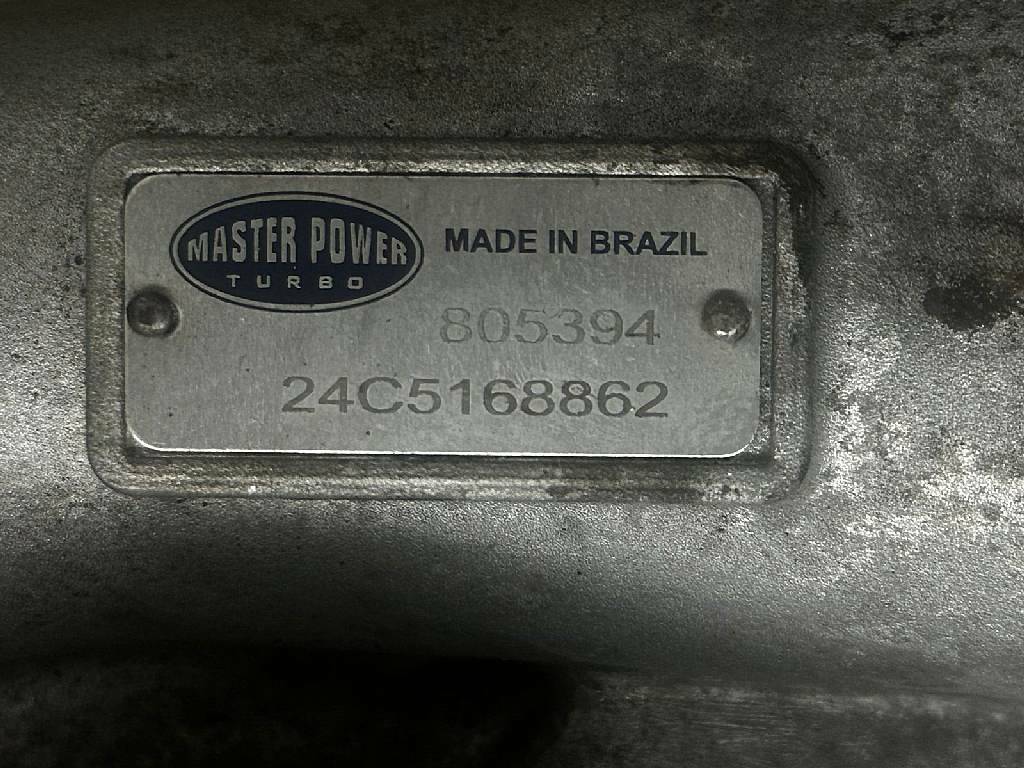 MASTER POWER
TURBO
MADE IN BRAZIL
805394
24C5168862